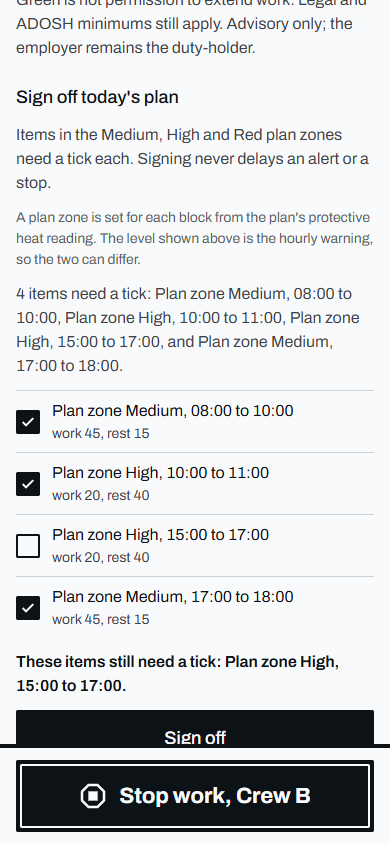 Green is not permission to extend work. Legal and
ADOSH minimums still apply. Advisory only; the
employer remains the duty-holder.
Sign off today's plan
Items in the Medium, High and Red plan zones
need a tick each. Signing never delays an alert or a
stop.
A plan zone is set for each block from the plan's protective
heat reading. The level shown above is the hourly warning,
so the two can differ.
4 items need a tick: Plan zone Medium, 08:00 to
10:00, Plan zone High, 10:00 to 11:00, Plan zone
High, 15:00 to 17:00, and Plan zone Medium,
17:00 to 18:00.
Plan zone Medium, 08:00 to 10:00
work 45, rest 15
Plan zone High, 10:00 to 11:00
work 20, rest 40
Plan zone High, 15:00 to 17:00
work 20, rest 40
Plan zone Medium, 17:00 to 18:00
work 45, rest 15
These items still need a tick: Plan zone High,
15:00 to 17:00.
Sign off
Stop work, Crew B